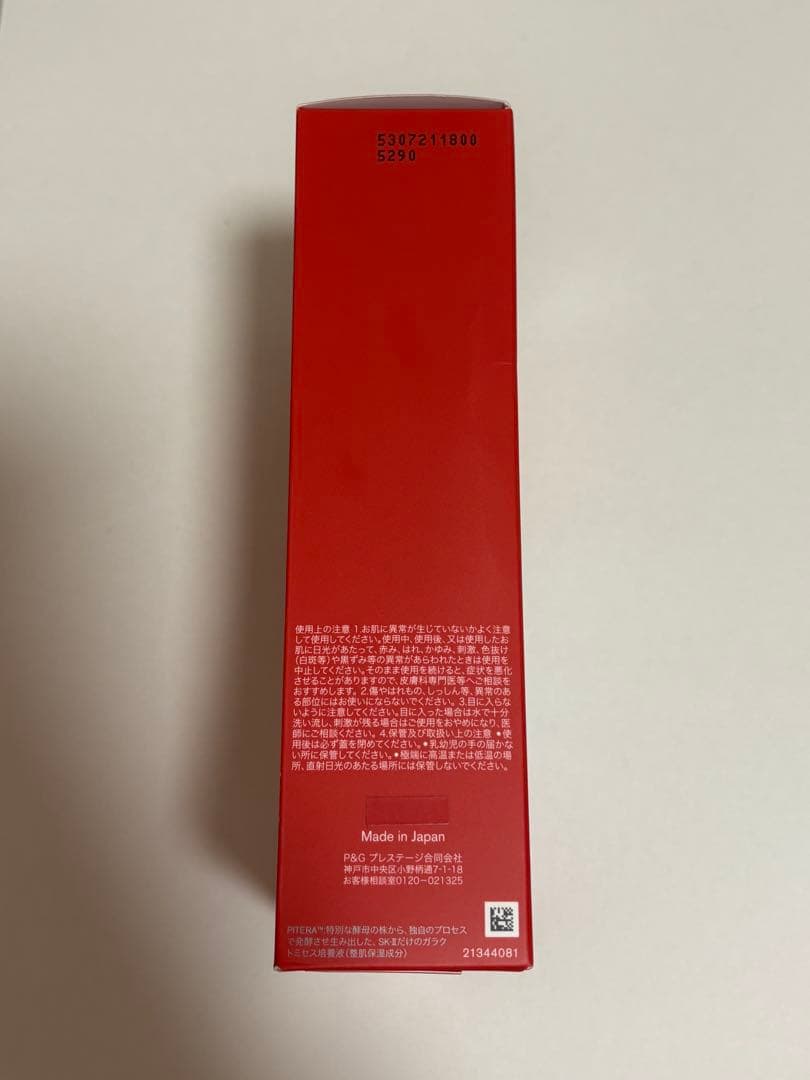 5307211800
5290
使用上の注意 1.お肌に異常が生じていないかよく注意
して使用してください。使用中、使用後、又は使用したお
肌に日光があたって、赤み、はれ、かゆみ、刺激、色抜け
(白斑等)や黒ずみ等の異常があらわれたときは使用を
中止してください。そのまま使用を続けると、症状を悪化
させることがありますので、皮膚科専門医等へご相談を
おすすめします。2.傷やはれもの、しっしん等、異常のあ
る部位にはお使いにならないでください。3.目に入らな
いように注意してください。目に入った場合は水で十分
洗い流し、刺激が残る場合はご使用をおやめになり、医
師にご相談ください。4.保管及び取扱い上の注意 •使
用後は必ず蓋を閉めてください。•乳幼児の手の届かな
い所に保管してください。•極端に高温または低温の場
所、直射日光のあたる場所には保管しないでください。
Made in Japan
P&G プレステージ合同会社
神戸市中央区小野柄通7-1-18
お客様相談室0120-021325
PITERA™:特別な酵母の株から、独自のプロセス
で発酵させ生み出した、SK-Ⅱだけのガラク
トミセス培養液(整肌保湿成分)
21344081